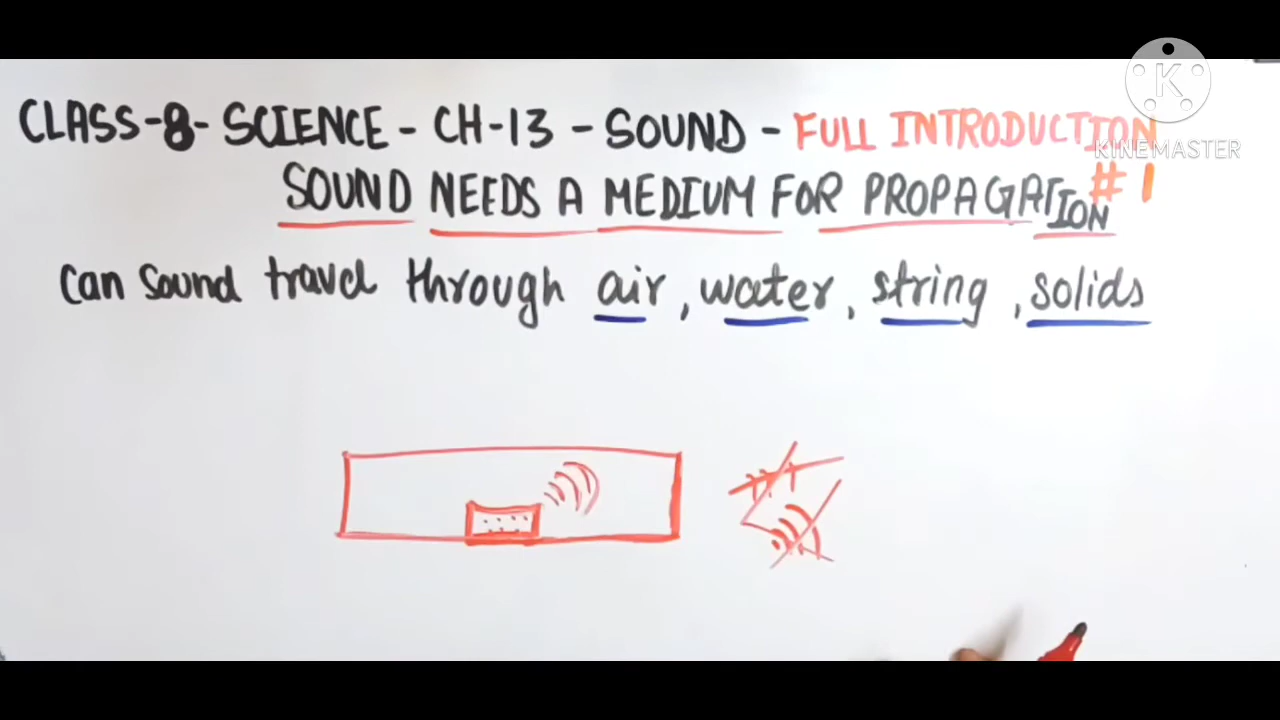 CLASS-8- SCIENCE - CH-13 - SOUND - FULL INTRODUCTION
#1
SOUND NEEDS A MEDIUM FOR PROPAGATION
Can Sound travel through air, water, string, solids
K
KINEMASTER